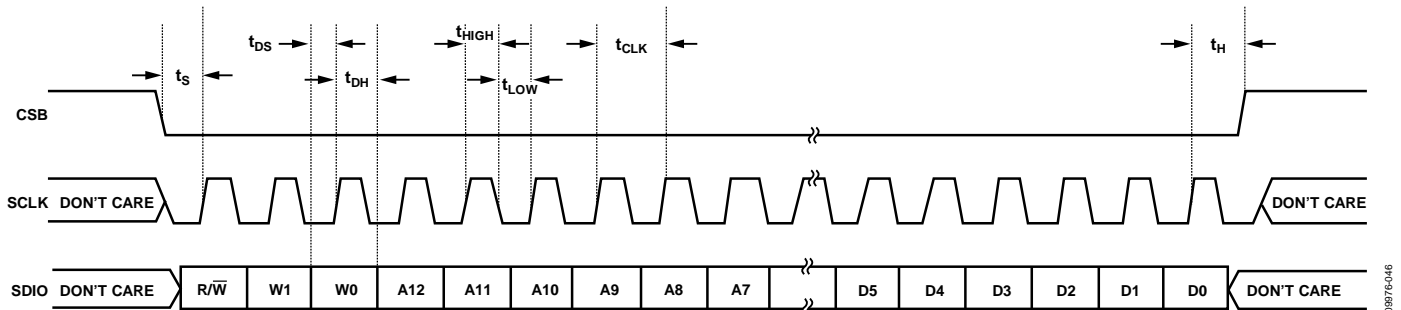 tDS
tHIGH
tCLK
tH
tS
tDH
tLOW
CSB
SCLK DON'T CARE
DON'T CARE
SDIO DON'T CARE R/W̅ W1 W0 A12 A11 A10 A9 A8 A7 D5 D4 D3 D2 D1 D0 DON'T CARE
09976-046